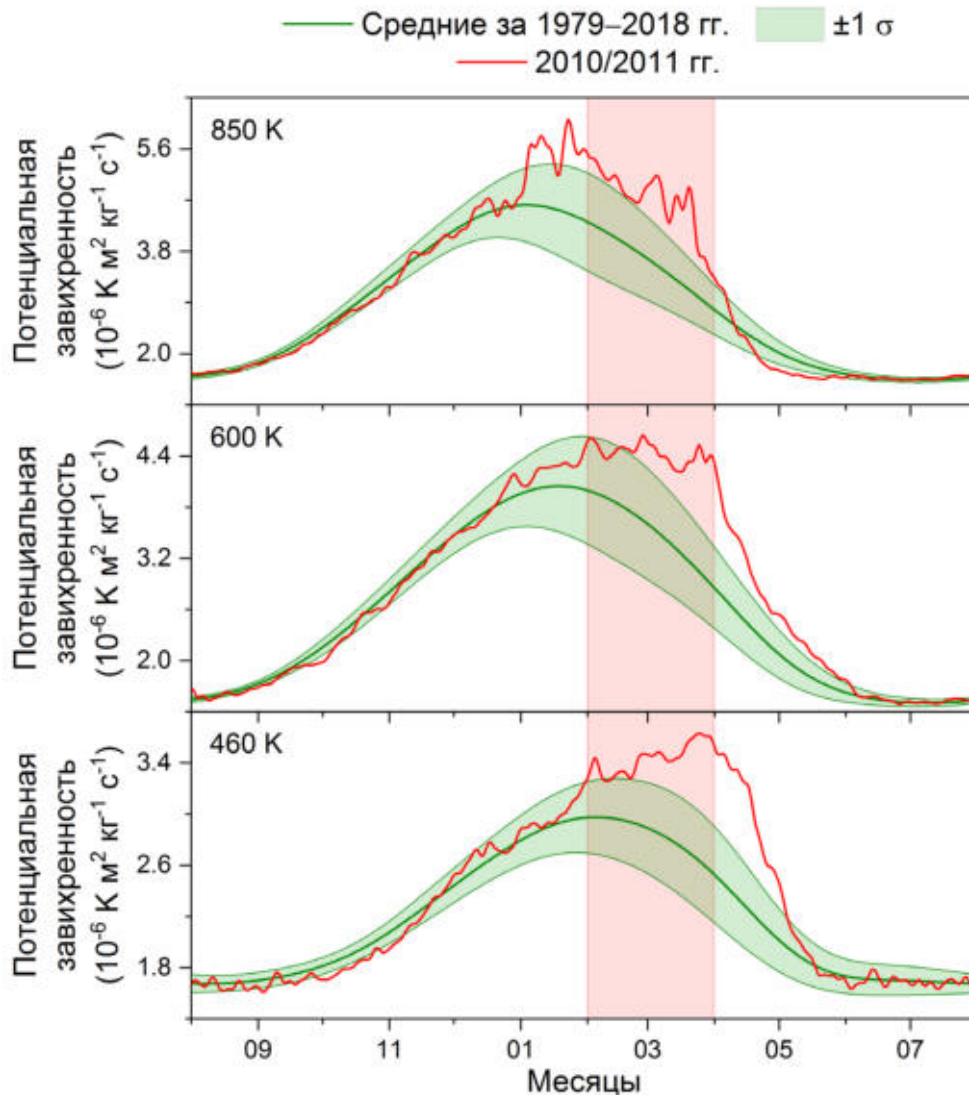 Средние за 1979–2018 гг.
±1 σ
2010/2011 гг.
850 K
Потенциальная
завихренность
(10⁻⁶ К м² кг⁻¹ с⁻¹)
5.6
3.8
2.0
600 K
Потенциальная
завихренность
(10⁻⁶ К м² кг⁻¹ с⁻¹)
4.4
3.2
2.0
460 K
Потенциальная
завихренность
(10⁻⁶ К м² кг⁻¹ с⁻¹)
3.4
2.6
1.8
09 11 01 03 05 07
Месяцы